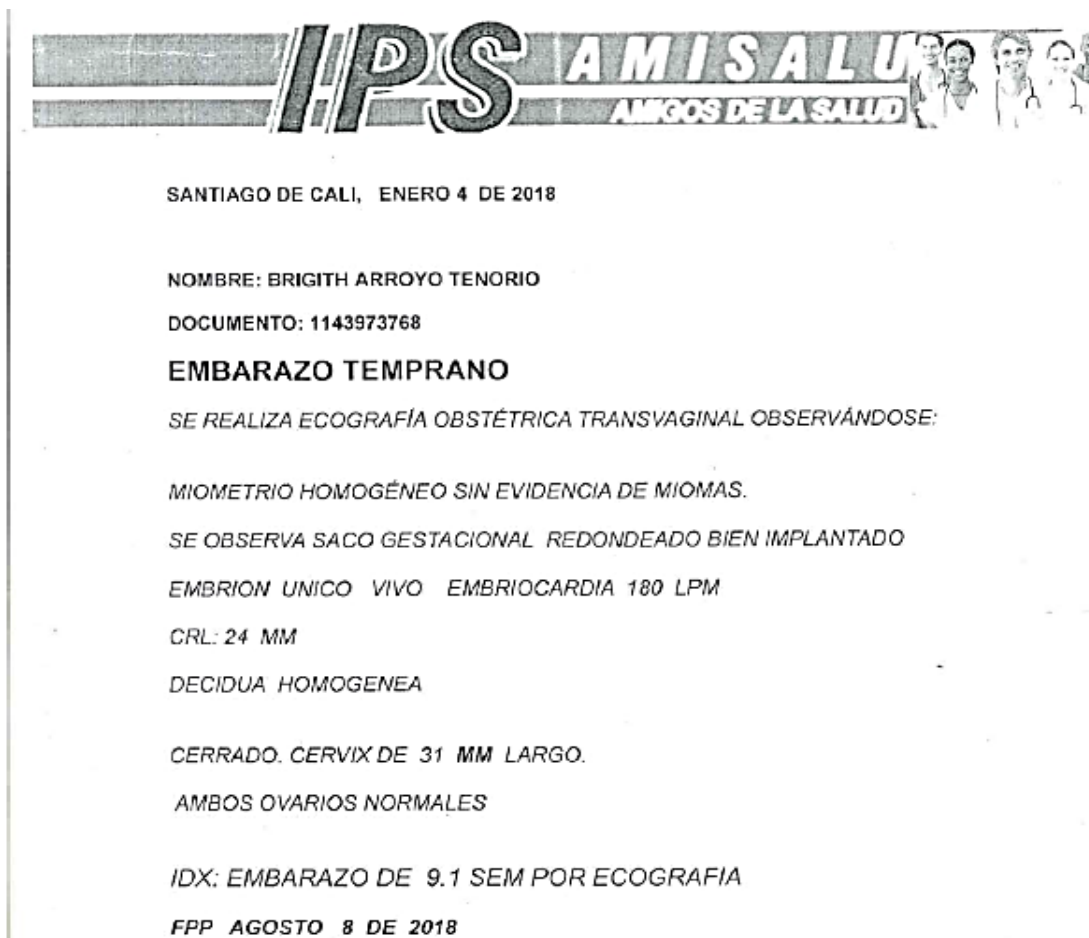 IPS AMISALU
AMIGOS DE LA SALUD
SANTIAGO DE CALI, ENERO 4 DE 2018
NOMBRE: BRIGITH ARROYO TENORIO
DOCUMENTO: 1143973768
EMBARAZO TEMPRANO
SE REALIZA ECOGRAFÍA OBSTÉTRICA TRANSVAGINAL OBSERVÁNDOSE:
MIOMETRIO HOMOGÉNEO SIN EVIDENCIA DE MIOMAS.
SE OBSERVA SACO GESTACIONAL REDONDEADO BIEN IMPLANTADO
EMBRION UNICO VIVO EMBRIOCARDIA 180 LPM
CRL: 24 MM
DECIDUA HOMOGENEA
CERRADO. CERVIX DE 31 MM LARGO.
AMBOS OVARIOS NORMALES
IDX: EMBARAZO DE 9.1 SEM POR ECOGRAFIA
FPP AGOSTO 8 DE 2018